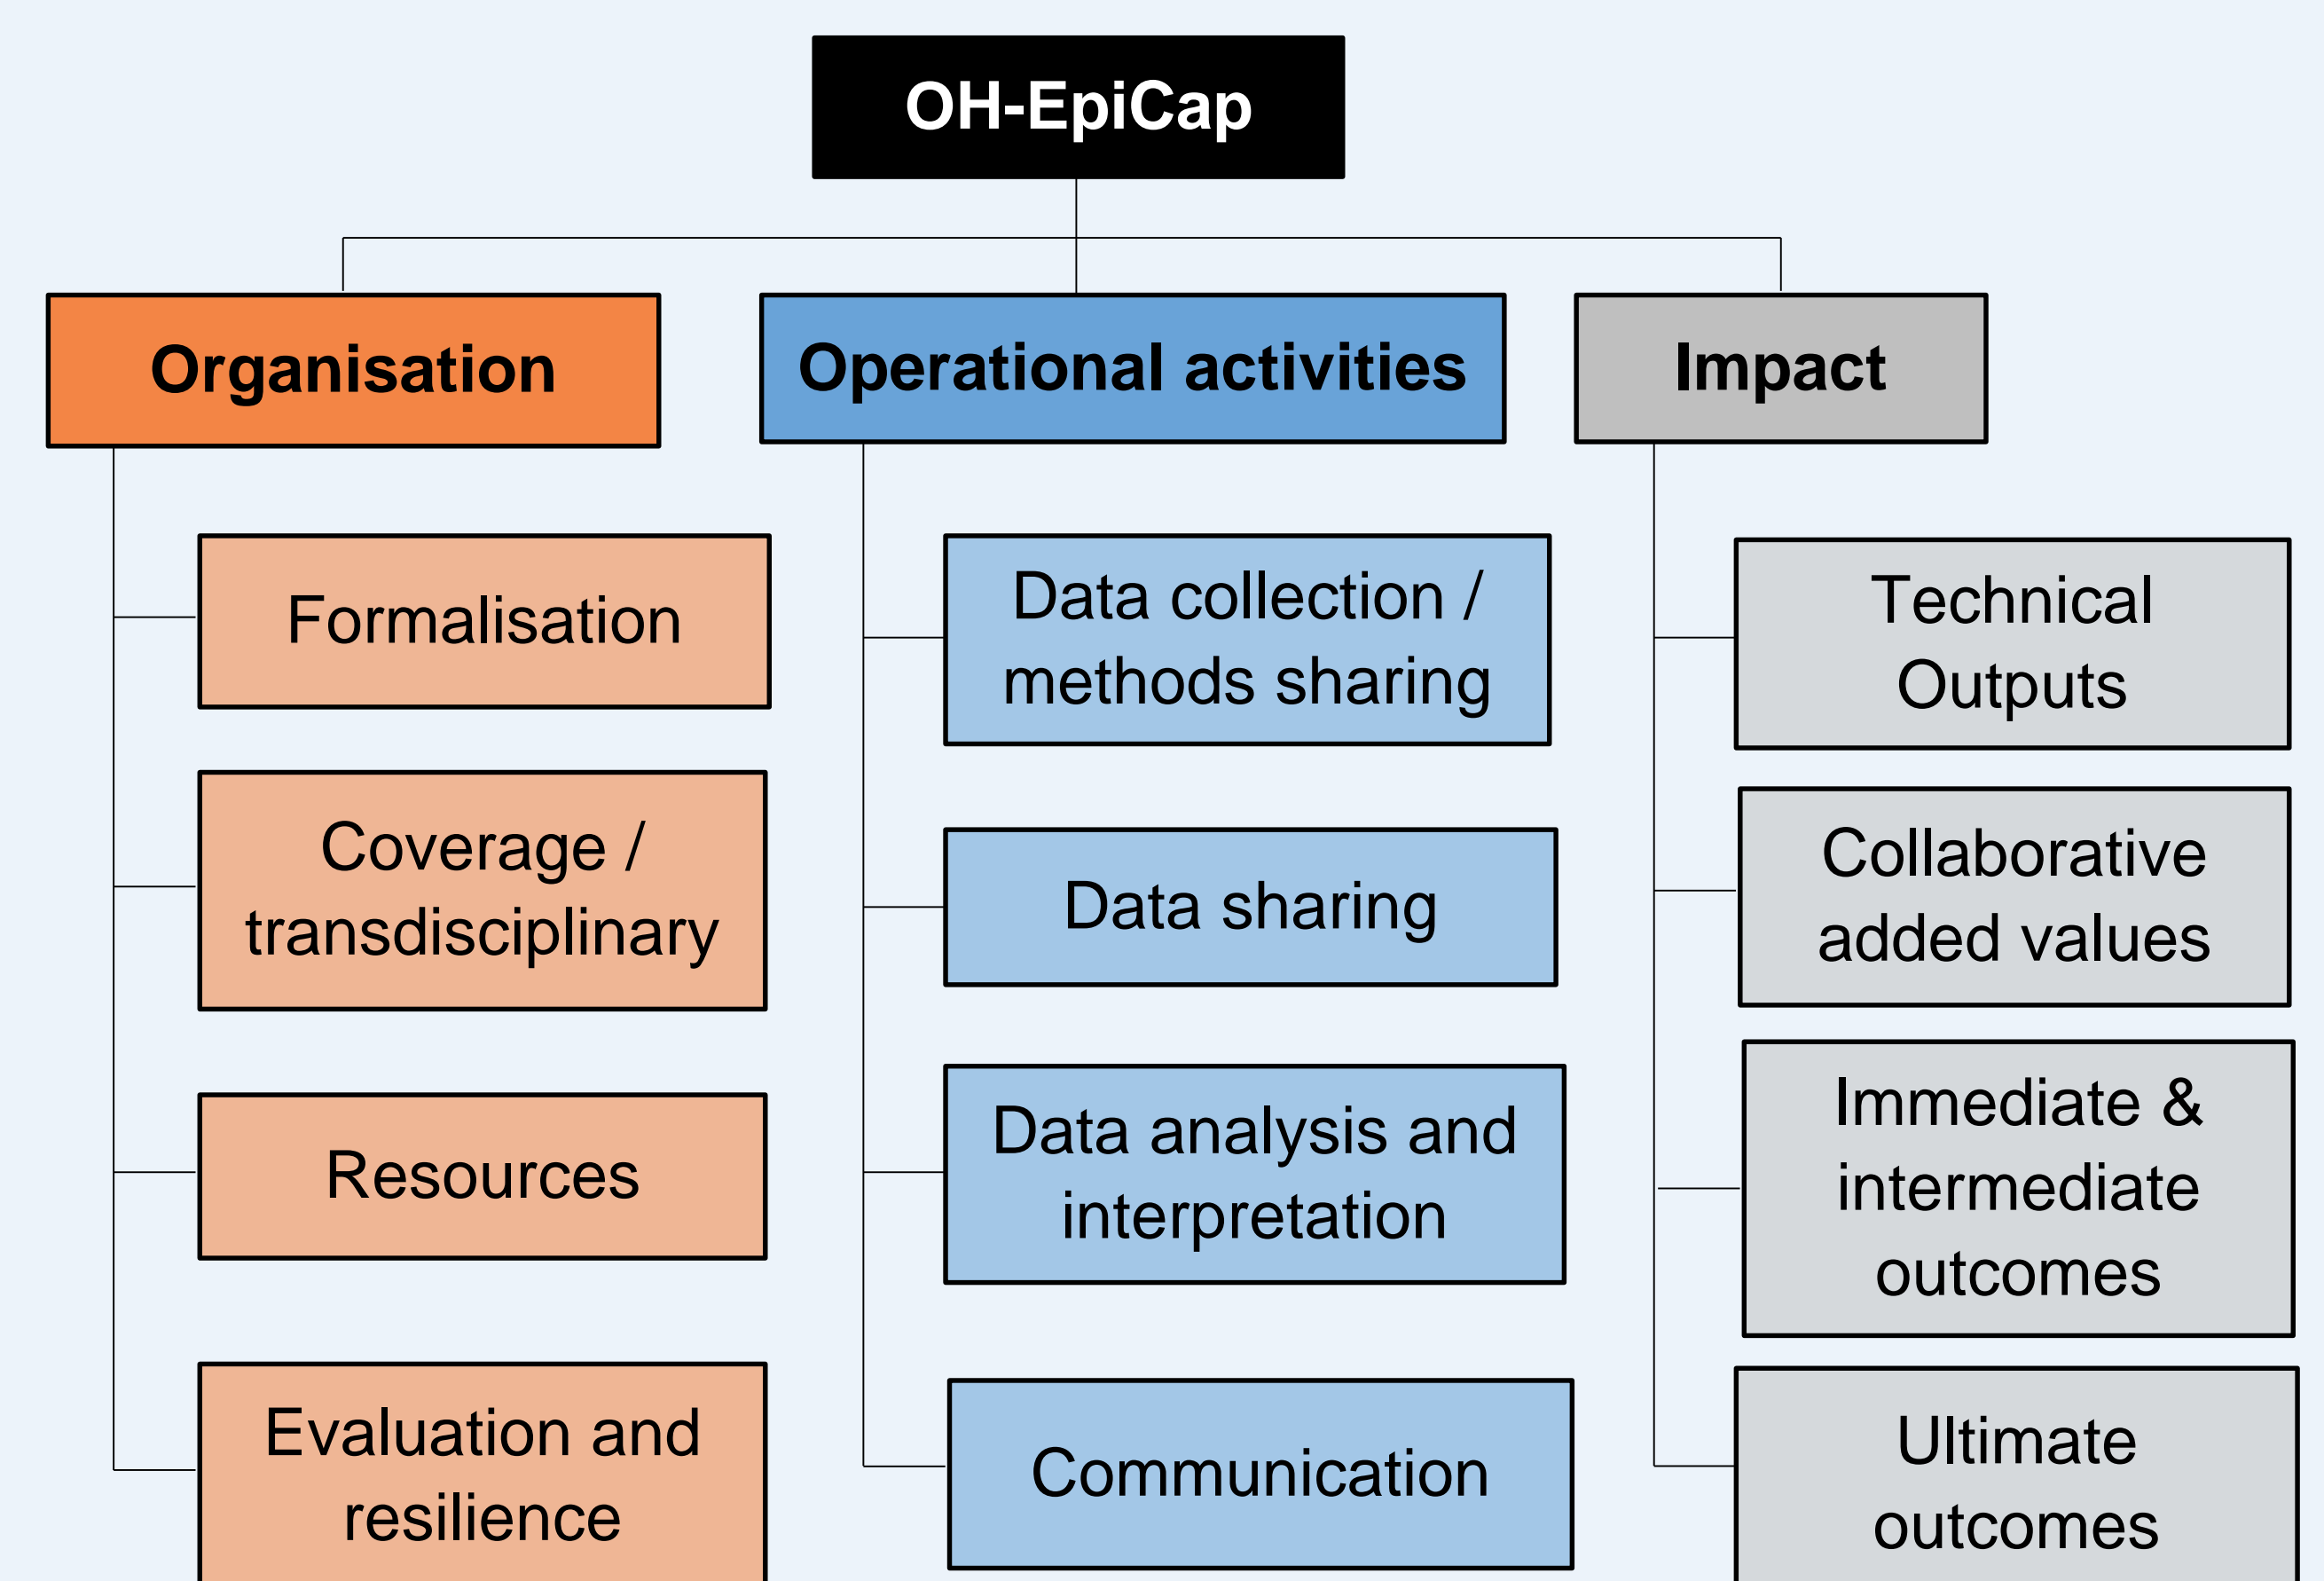 OH-EpiCap
Organisation
Operational activities
Impact
Formalisation
Coverage /
transdisciplinary
Resources
Evaluation and
resilience
Data collection /
methods sharing
Data sharing
Data analysis and
interpretation
Communication
Technical
Outputs
Collaborative
added values
Immediate &
intermediate
outcomes
Ultimate
outcomes